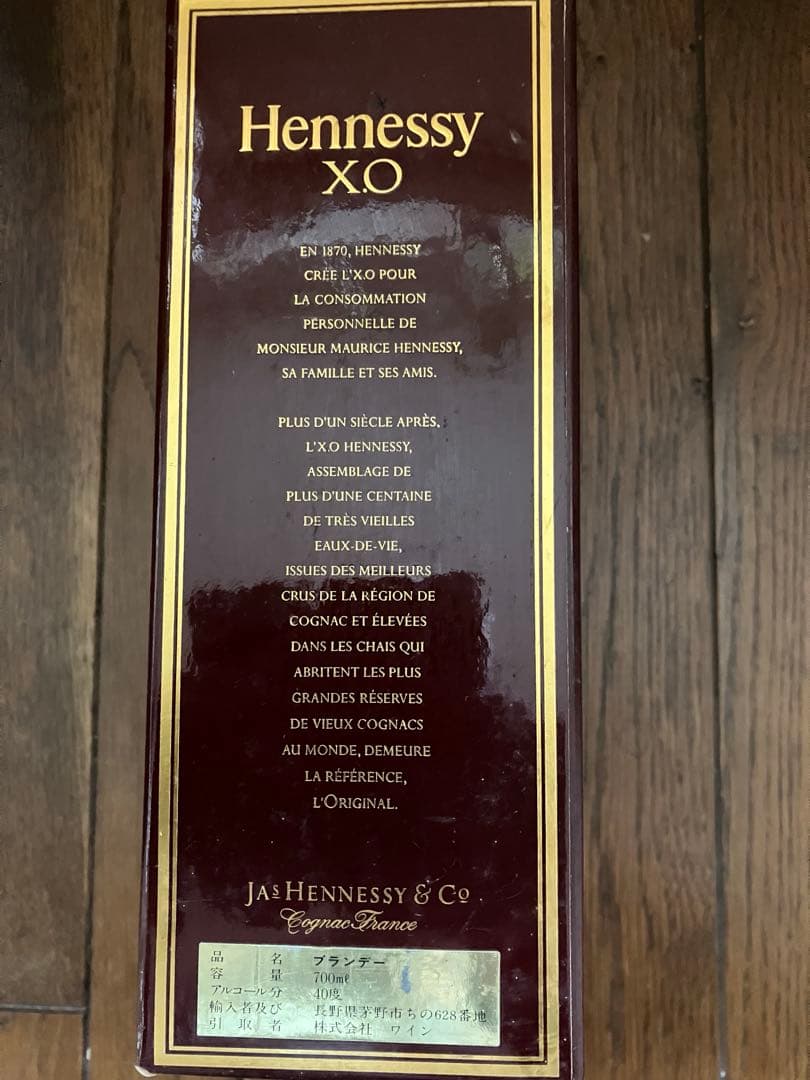 Hennessy
X.O
EN 1870, HENNESSY
CRÉE L'X.O POUR
LA CONSOMMATION
PERSONNELLE DE
MONSIEUR MAURICE HENNESSY,
SA FAMILLE ET SES AMIS.
PLUS D'UN SIÈCLE APRÈS,
L'X.O HENNESSY,
ASSEMBLAGE DE
PLUS D'UNE CENTAINE
DE TRÈS VIEILLES
EAUX-DE-VIE,
ISSUES DES MEILLEURS
CRUS DE LA RÉGION DE
COGNAC ET ÉLEVÉES
DANS LES CHAIS QUI
ABRITENT LES PLUS
GRANDES RÉSERVES
DE VIEUX COGNACS
AU MONDE, DEMEURE
LA RÉFÉRENCE,
L'ORIGINAL.
JAS HENNESSY & CO
Cognac France
品名 ブランデー
容量 700mℓ
アルコール分 40度
輸入者及び 長野県茅野市ちの628番地
引取者 株式会社 ワイン